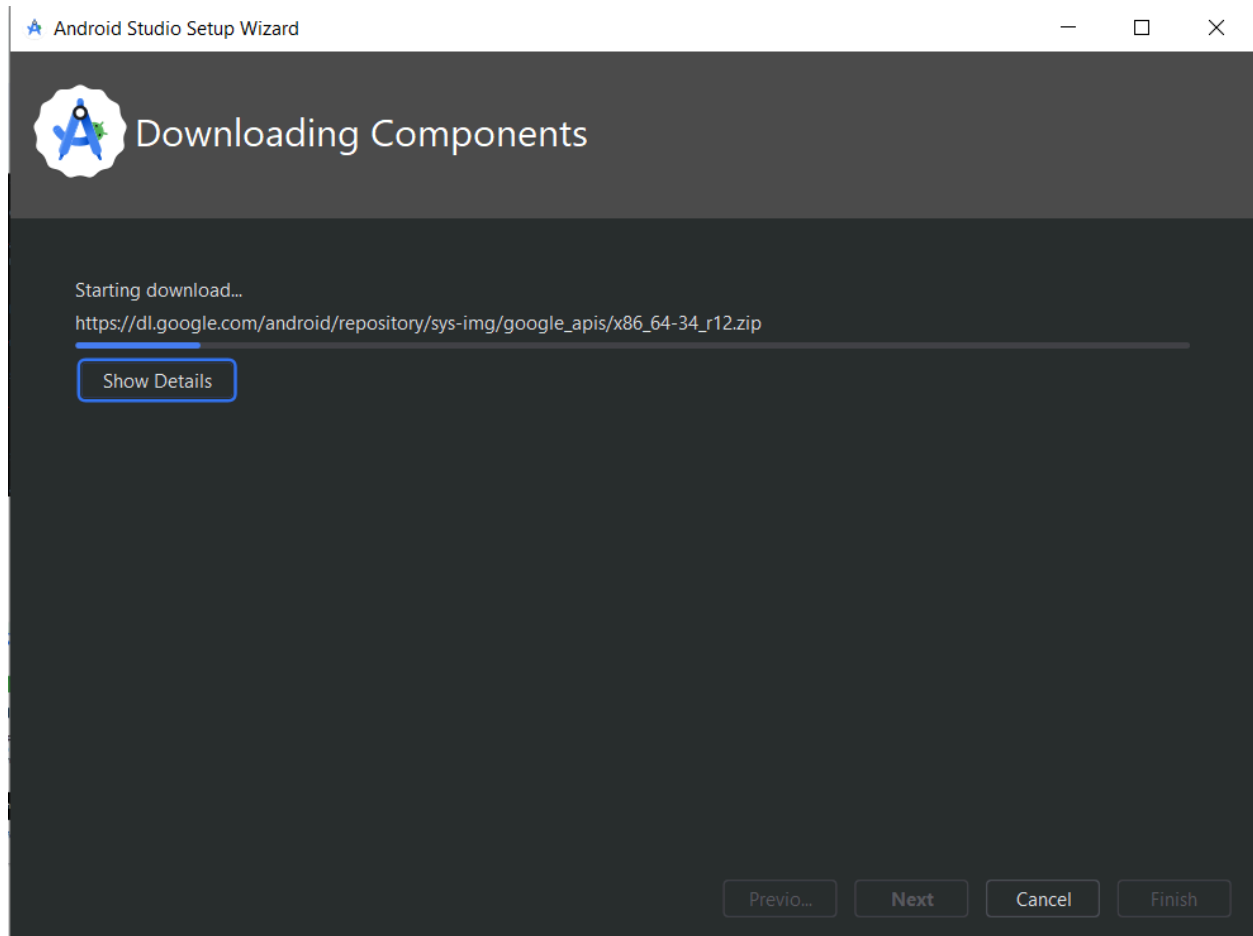 Android Studio Setup Wizard
Downloading Components
Starting download...
https://dl.google.com/android/repository/sys-img/google_apis/x86_64-34_r12.zip
Show Details
Previo... Next Cancel Finish